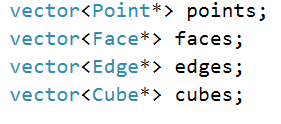 vector<Point*> points;
vector<Face*> faces;
vector<Edge*> edges;
vector<Cube*> cubes;